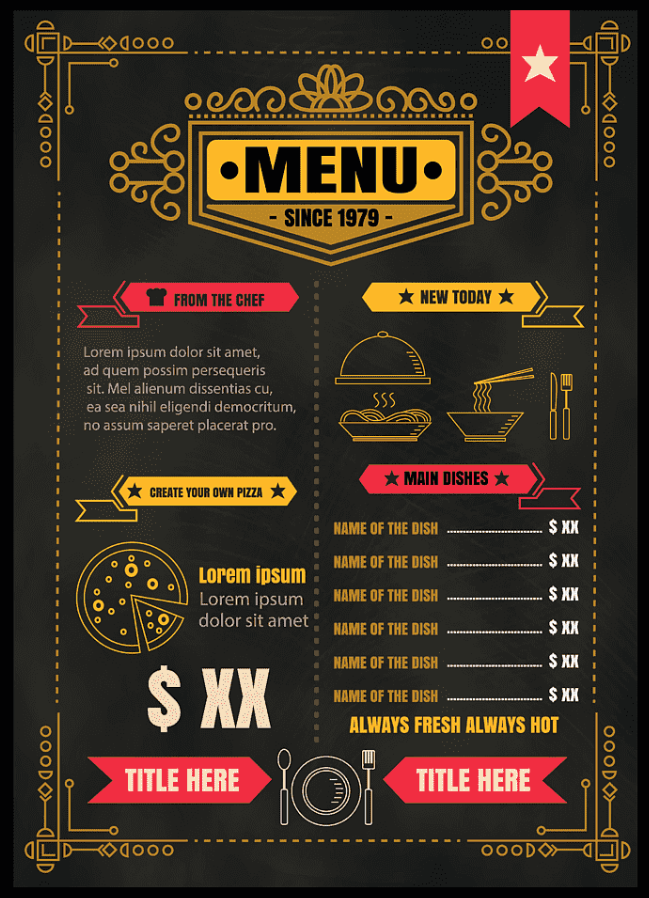 •MENU•
- SINCE 1979 -
FROM THE CHEF
Lorem ipsum dolor sit amet,
ad quem possim persequeris
sit. Mel alienum dissentias cu,
ea sea nihil eligendi democritum,
no assum saperet placerat pro.
CREATE YOUR OWN PIZZA
Lorem ipsum
Lorem ipsum
dolor sit amet
$ XX
NEW TODAY
MAIN DISHES
NAME OF THE DISH ........................ $ XX
NAME OF THE DISH ........................ $ XX
NAME OF THE DISH ........................ $ XX
NAME OF THE DISH ........................ $ XX
NAME OF THE DISH ........................ $ XX
NAME OF THE DISH ........................ $ XX
ALWAYS FRESH ALWAYS HOT
TITLE HERE
TITLE HERE